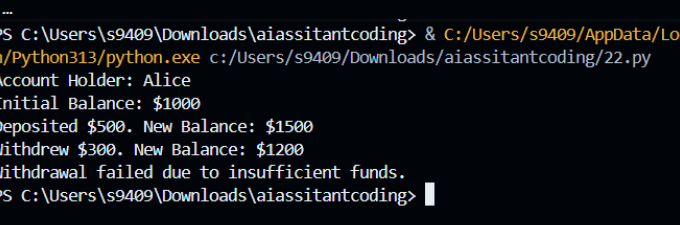 ...
PS C:\Users\s9409\Downloads\aiassitantcoding> & C:/Users/s9409/AppData/Lo
n/Python313/python.exe c:/Users/s9409/Downloads/aiassitantcoding/22.py
Account Holder: Alice
Initial Balance: $1000
Deposited $500. New Balance: $1500
Withdrew $300. New Balance: $1200
Withdrawal failed due to insufficient funds.
PS C:\Users\s9409\Downloads\aiassitantcoding>